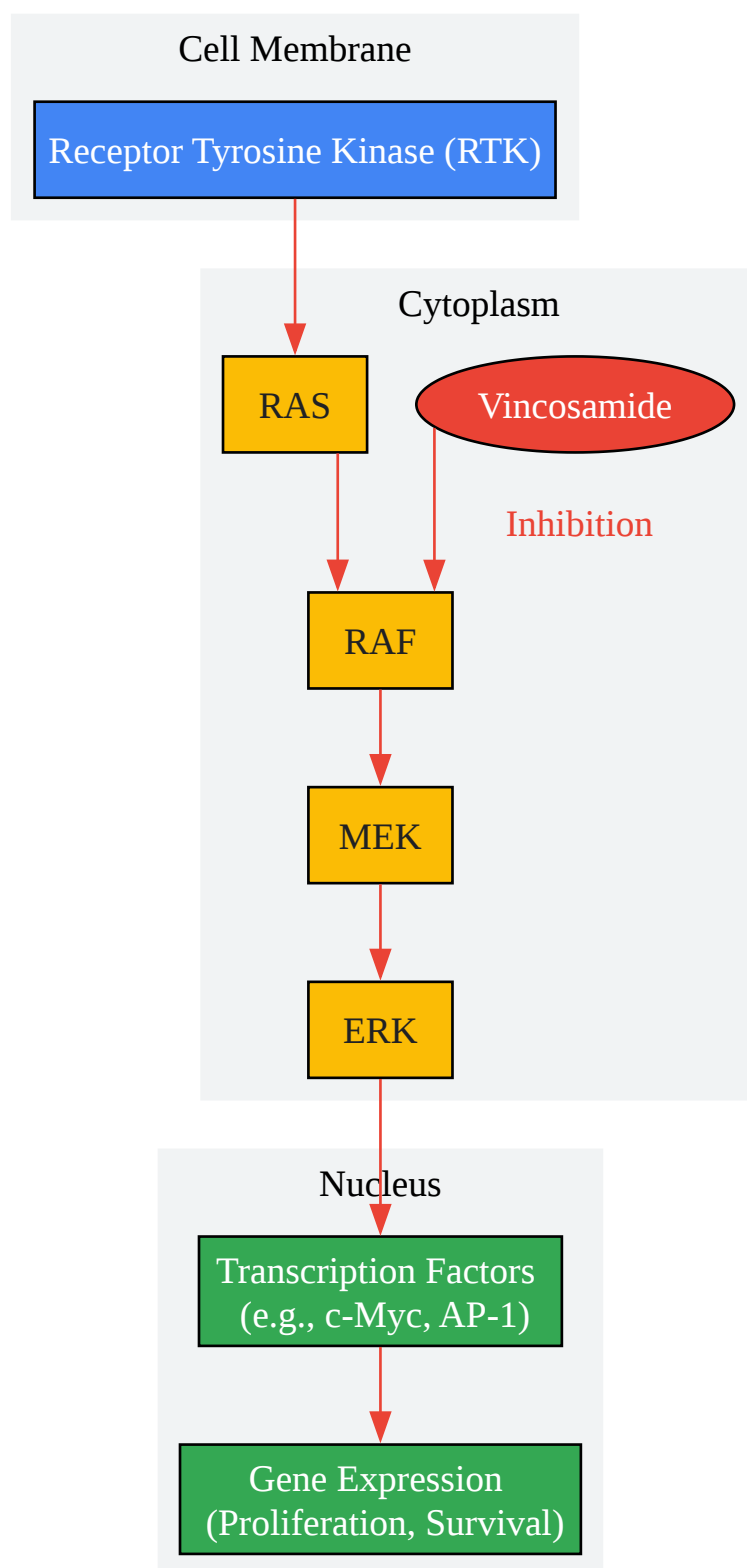 Cell Membrane
Receptor Tyrosine Kinase (RTK)
Cytoplasm
RAS
Vincosamide
Inhibition
RAF
MEK
ERK
Nucleus
Transcription Factors
(e.g., c-Myc, AP-1)
Gene Expression
(Proliferation, Survival)